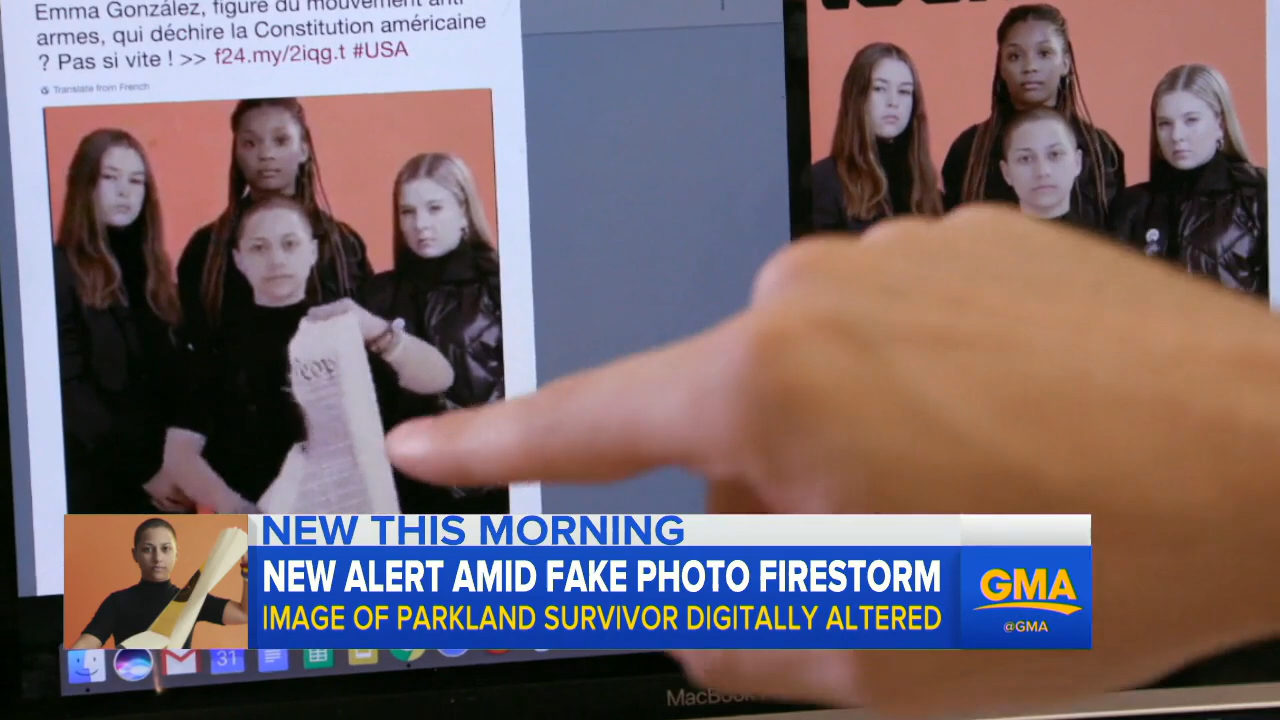 Emma González, figure du mouvement anti-
armes, qui déchire la Constitution américaine
? Pas si vite ! >> f24.my/2iqg.t #USA
Translate from French
Peop
NEW THIS MORNING
NEW ALERT AMID FAKE PHOTO FIRESTORM
IMAGE OF PARKLAND SURVIVOR DIGITALLY ALTERED
GMA
@GMA
31
MacBook